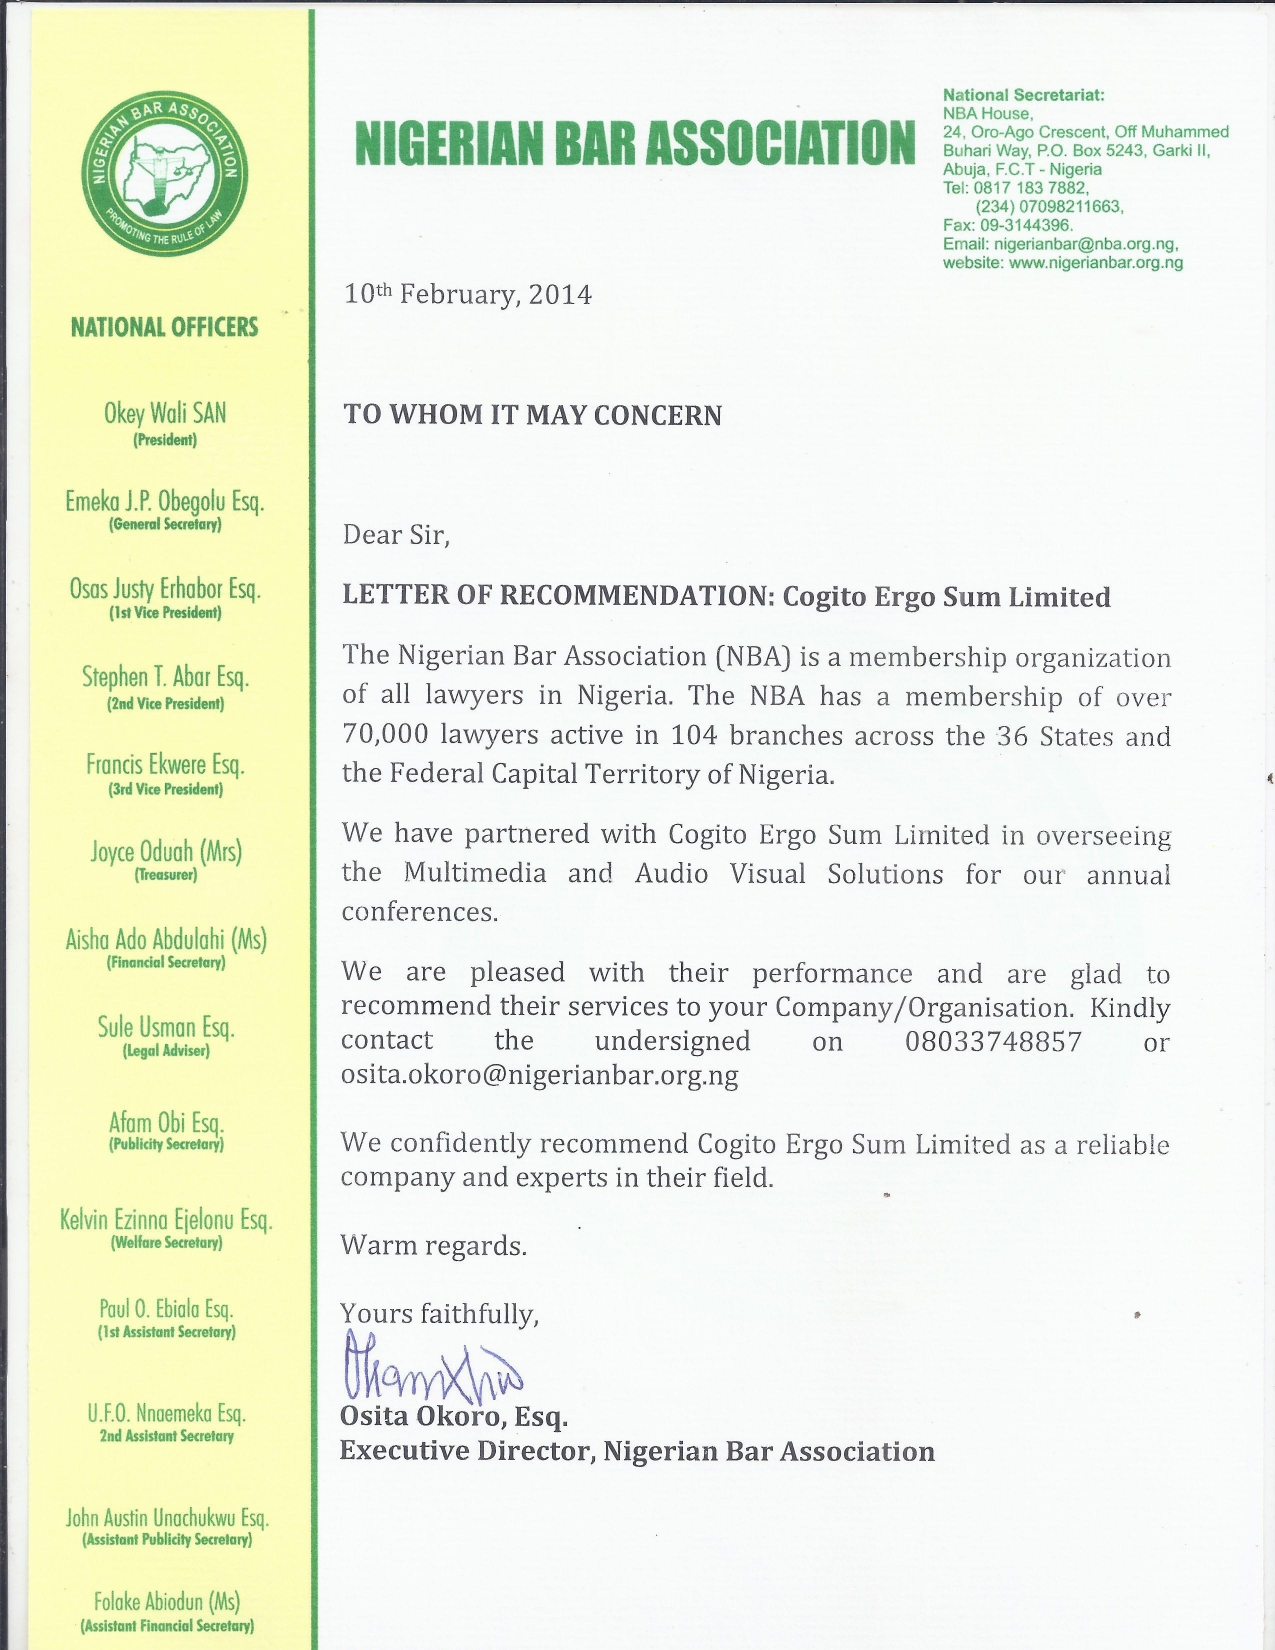 NIGERIAN BAR ASSOCIATION
PROMOTING THE RULE OF LAW
NATIONAL OFFICERS
Okey Wali SAN
(President)
Emeka J.P. Obegolu Esq.
(General Secretary)
Osas Justy Erhabor Esq.
(1st Vice President)
Stephen T. Abar Esq.
(2nd Vice President)
Francis Ekwere Esq.
(3rd Vice President)
Joyce Oduah (Mrs)
(Treasurer)
Aisha Ado Abdulahi (Ms)
(Financial Secretary)
Sule Usman Esq.
(Legal Adviser)
Afam Obi Esq.
(Publicity Secretary)
Kelvin Ezinna Ejelonu Esq.
(Welfare Secretary)
Paul O. Ebiala Esq.
(1st Assistant Secretary)
U.F.O. Nnaemeka Esq.
2nd Assistant Secretary
John Austin Unachukwu Esq.
(Assistant Publicity Secretary)
Folake Abiodun (Ms)
(Assistant Financial Secretary)
NIGERIAN BAR ASSOCIATION
National Secretariat:
NBA House,
24, Oro-Ago Crescent, Off Muhammed
Buhari Way, P.O. Box 5243, Garki II,
Abuja, F.C.T - Nigeria
Tel: 0817 183 7882,
(234) 07098211663,
Fax: 09-3144396.
Email: nigerianbar@nba.org.ng,
website: www.nigerianbar.org.ng
10th February, 2014
TO WHOM IT MAY CONCERN
Dear Sir,
LETTER OF RECOMMENDATION: Cogito Ergo Sum Limited
The Nigerian Bar Association (NBA) is a membership organization
of all lawyers in Nigeria. The NBA has a membership of over
70,000 lawyers active in 104 branches across the 36 States and
the Federal Capital Territory of Nigeria.
We have partnered with Cogito Ergo Sum Limited in overseeing
the Multimedia and Audio Visual Solutions for our annual
conferences.
We are pleased with their performance and are glad to
recommend their services to your Company/Organisation. Kindly
contact the undersigned on 08033748857 or
osita.okoro@nigerianbar.org.ng
We confidently recommend Cogito Ergo Sum Limited as a reliable
company and experts in their field.
Warm regards.
Yours faithfully,
Osita Okoro, Esq.
Executive Director, Nigerian Bar Association